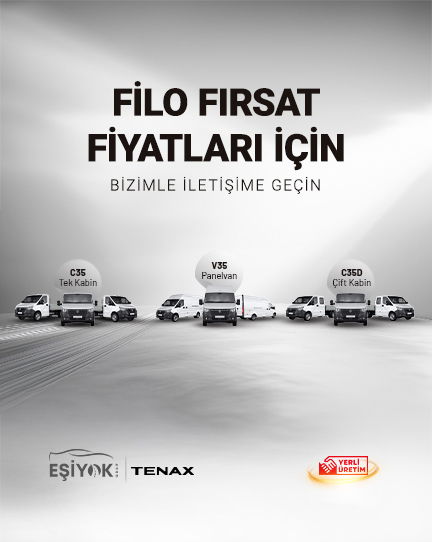 FİLO FIRSAT
FİYATLARI İÇİN
BİZİMLE İLETİŞİME GEÇİN
C35
Tek Kabin
V35
Panelvan
C35D
Çift Kabin
EŞİYOK TENAX
YERLİ
ÜRETİM